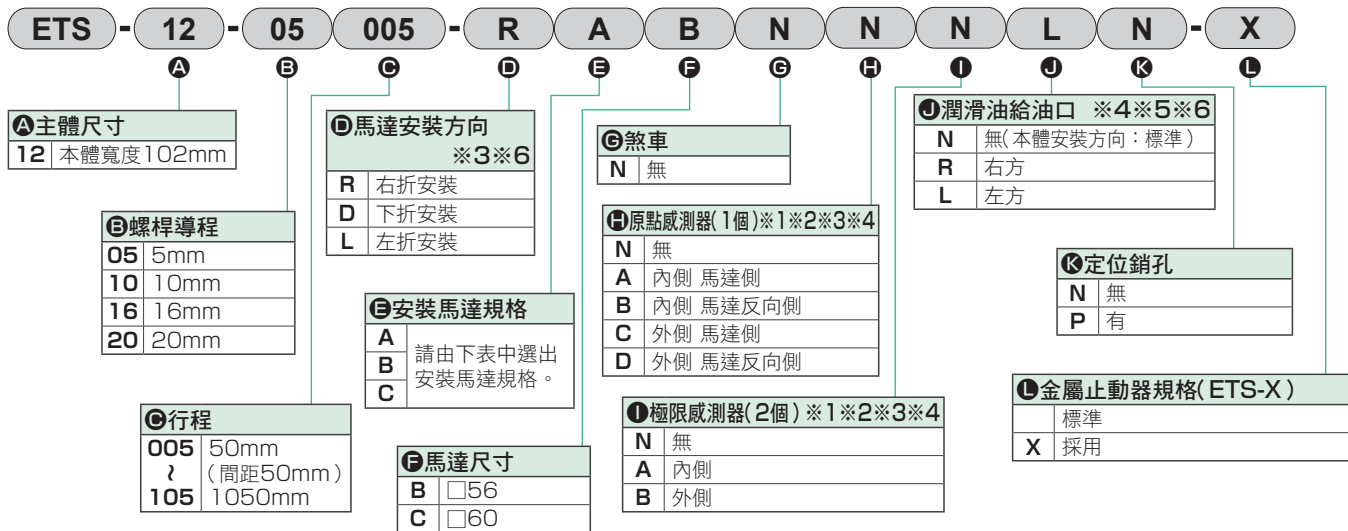 ETS - 12 - 05 005 - R A B N N N L N - X
Ⓐ Ⓑ Ⓒ Ⓓ Ⓔ Ⓕ Ⓖ Ⓗ Ⓘ Ⓙ Ⓚ Ⓛ
Ⓐ主體尺寸
12 本體寬度102mm
Ⓑ螺桿導程
05 5mm
10 10mm
16 16mm
20 20mm
Ⓒ行程
005 50mm
~ (間距50mm)
105 1050mm
Ⓓ馬達安裝方向
※3※6
R 右折安裝
D 下折安裝
L 左折安裝
Ⓔ安裝馬達規格
A
B
C
請由下表中選出
安裝馬達規格。
Ⓕ馬達尺寸
B □56
C □60
Ⓖ煞車
N 無
Ⓗ原點感測器(1個)※1※2※3※4
N 無
A 內側 馬達側
B 內側 馬達反向側
C 外側 馬達側
D 外側 馬達反向側
Ⓘ極限感測器(2個)※1※2※3※4
N 無
A 內側
B 外側
Ⓙ潤滑油給油口 ※4※5※6
N 無(本體安裝方向：標準)
R 右方
L 左方
Ⓚ定位銷孔
N 無
P 有
Ⓛ金屬止動器規格(ETS-X)
標準
X 採用